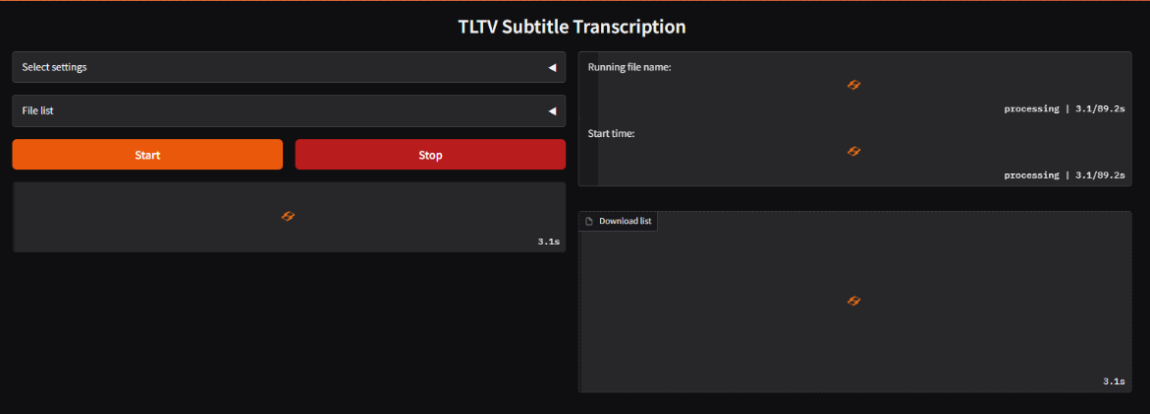 TLTV Subtitle Transcription
Select settings
File list
Start
Stop
3.1s
Running file name:
processing | 3.1/89.2s
Start time:
processing | 3.1/89.2s
Download list
3.1s